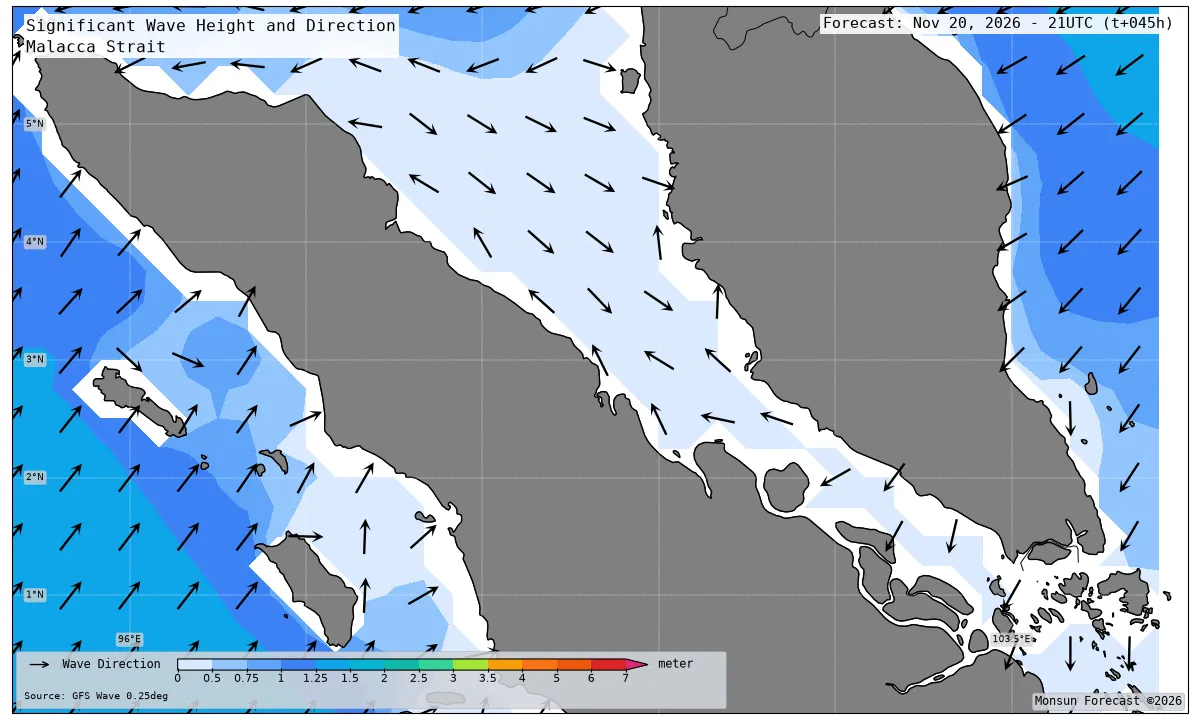 Significant Wave Height and Direction
Malacca Strait
Forecast: Nov 20, 2026 - 21UTC (t+045h)
5°N
4°N
3°N
2°N
1°N
96°E
103.5°E
Wave Direction
0 0.5 0.75 1 1.25 1.5 2 2.5 3 3.5 4 5 6 7
meter
Source: GFS Wave 0.25deg
Monsun Forecast ©2026